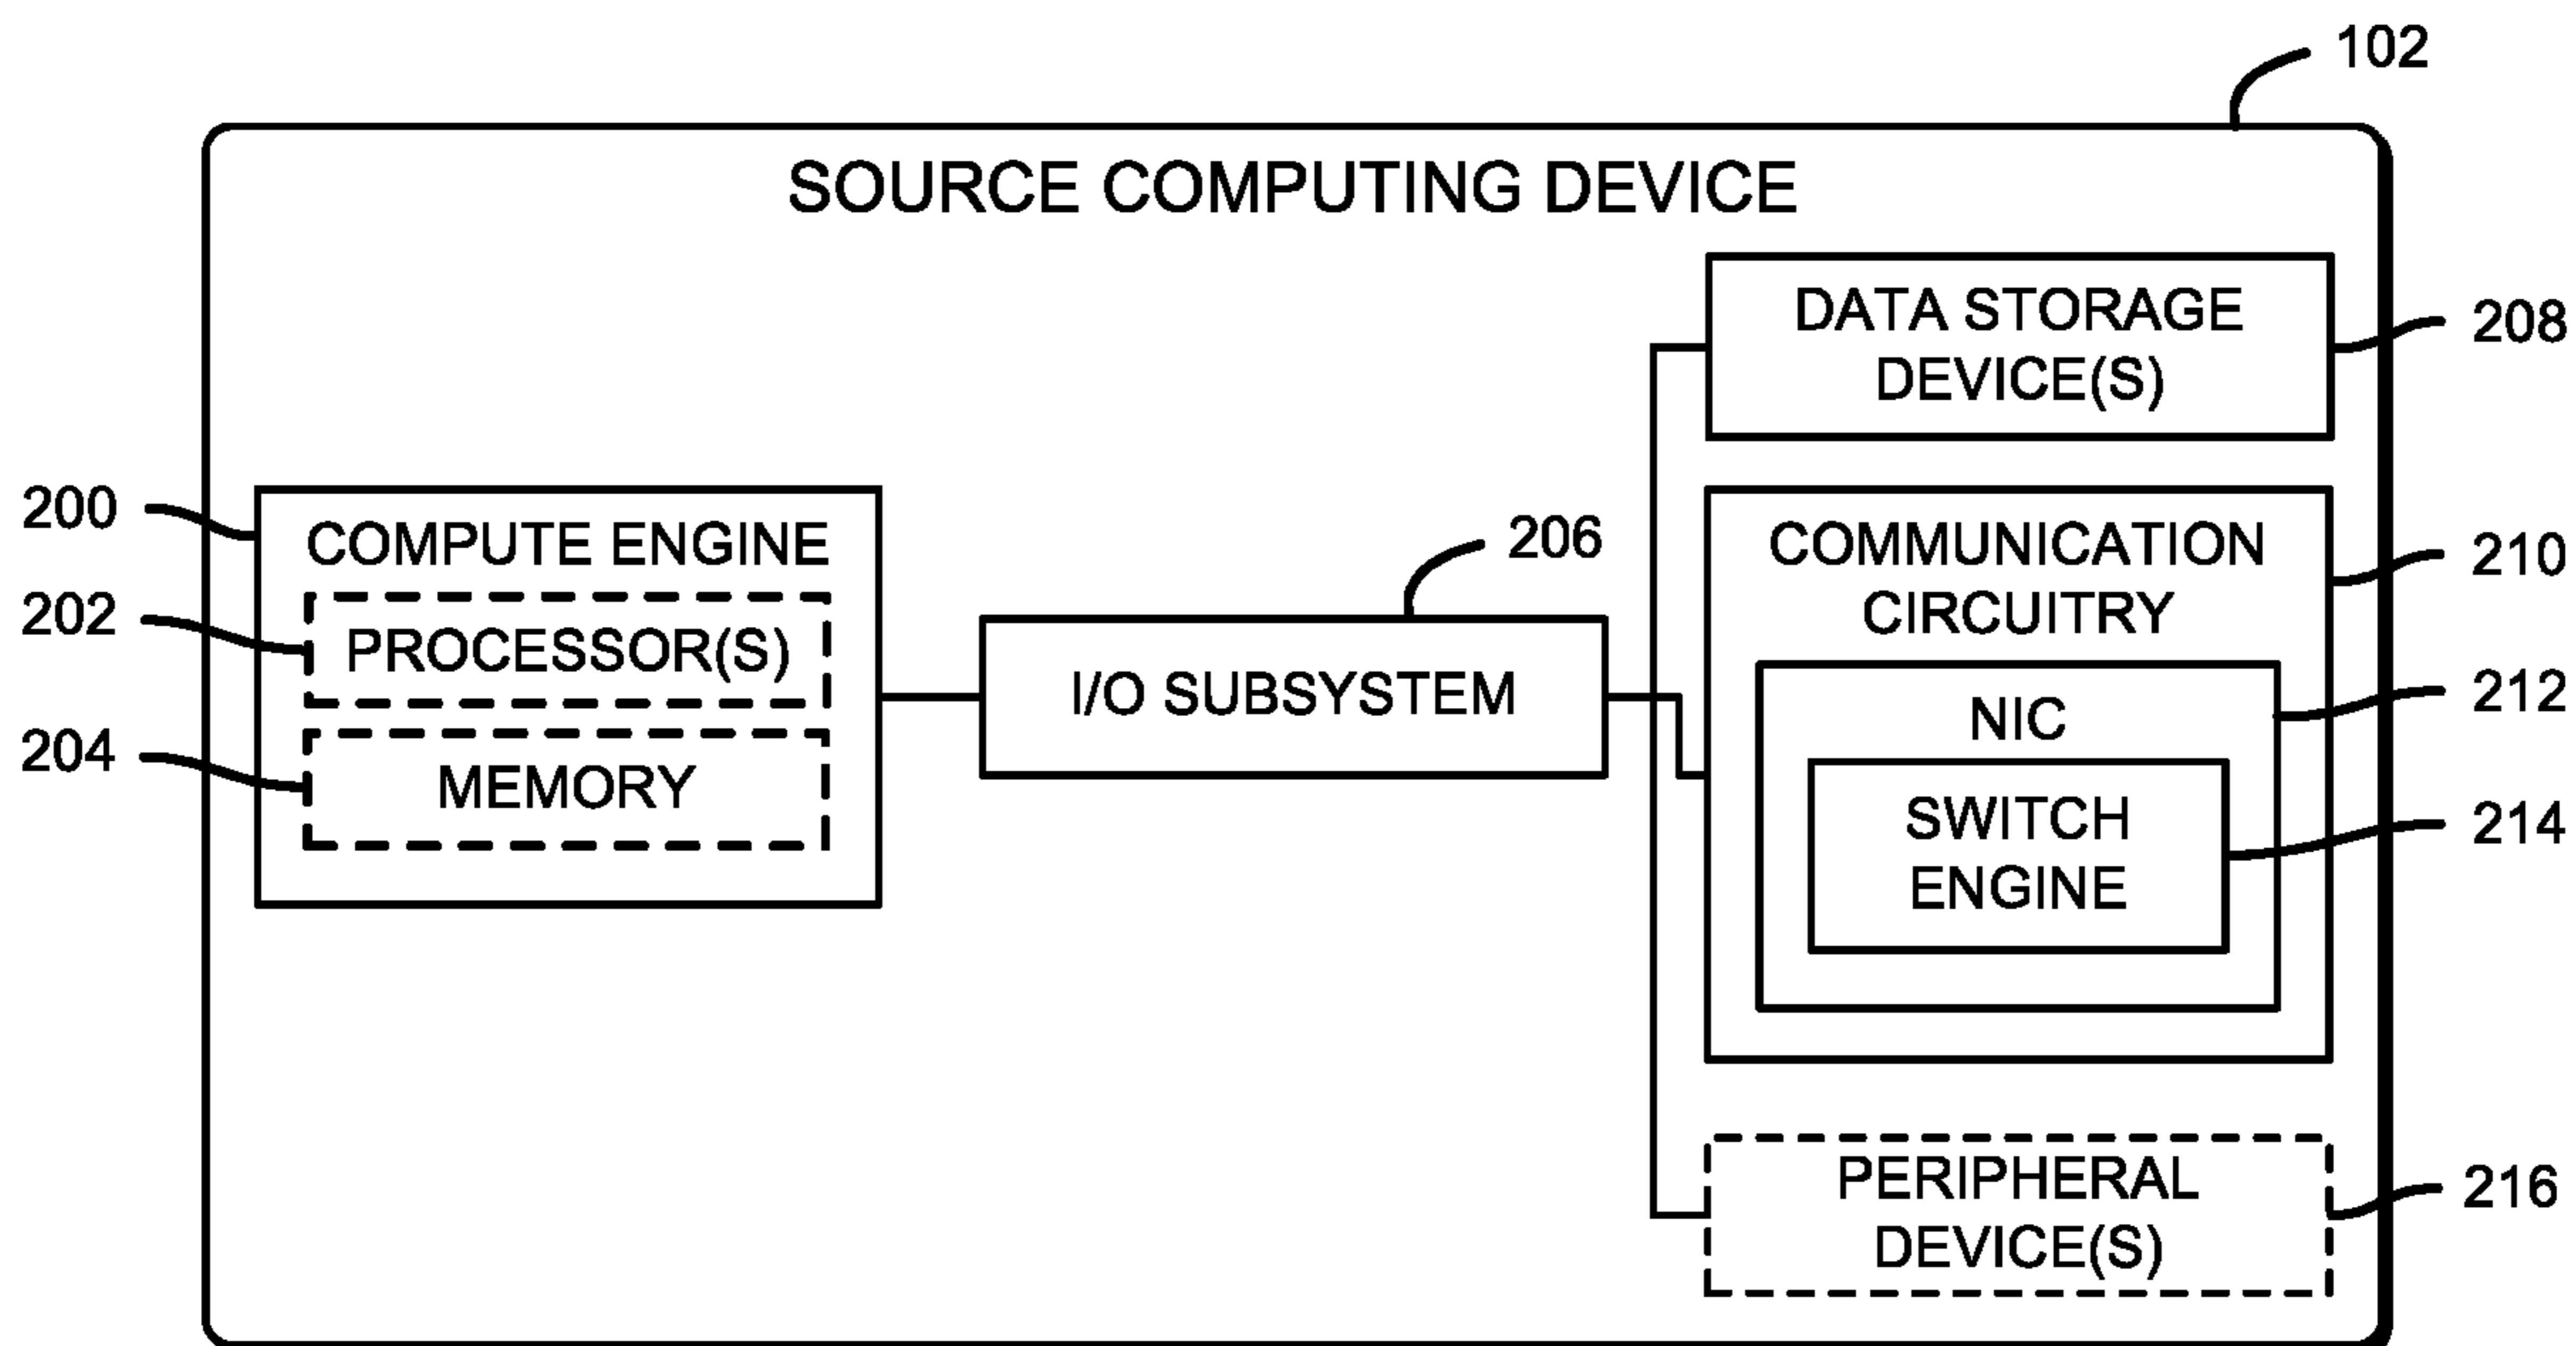 102
SOURCE COMPUTING DEVICE
DATA STORAGE
DEVICE(S)
208
200
COMPUTE ENGINE
202
PROCESSOR(S)
204
MEMORY
206
I/O SUBSYSTEM
COMMUNICATION
CIRCUITRY
210
NIC
212
SWITCH
ENGINE
214
PERIPHERAL
DEVICE(S)
216